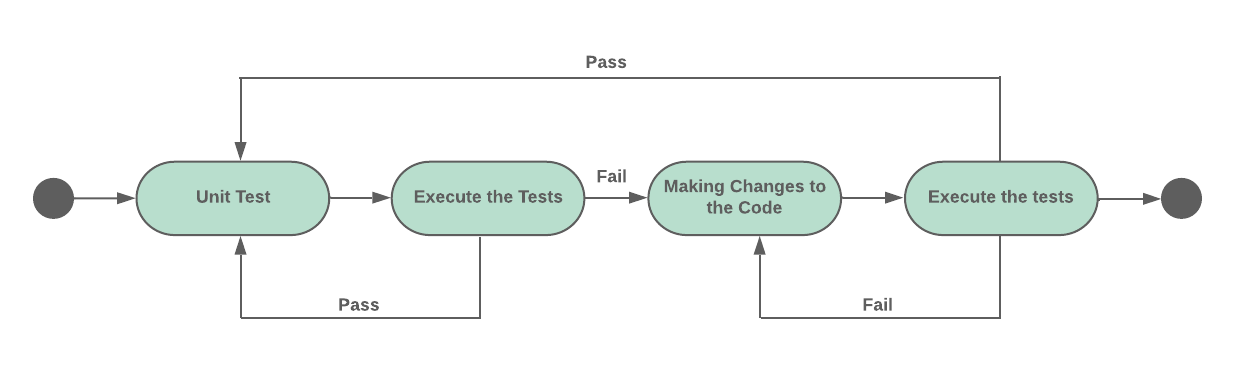 Pass
Unit Test
Execute the Tests
Fail
Making Changes to
the Code
Execute the tests
Pass
Fail